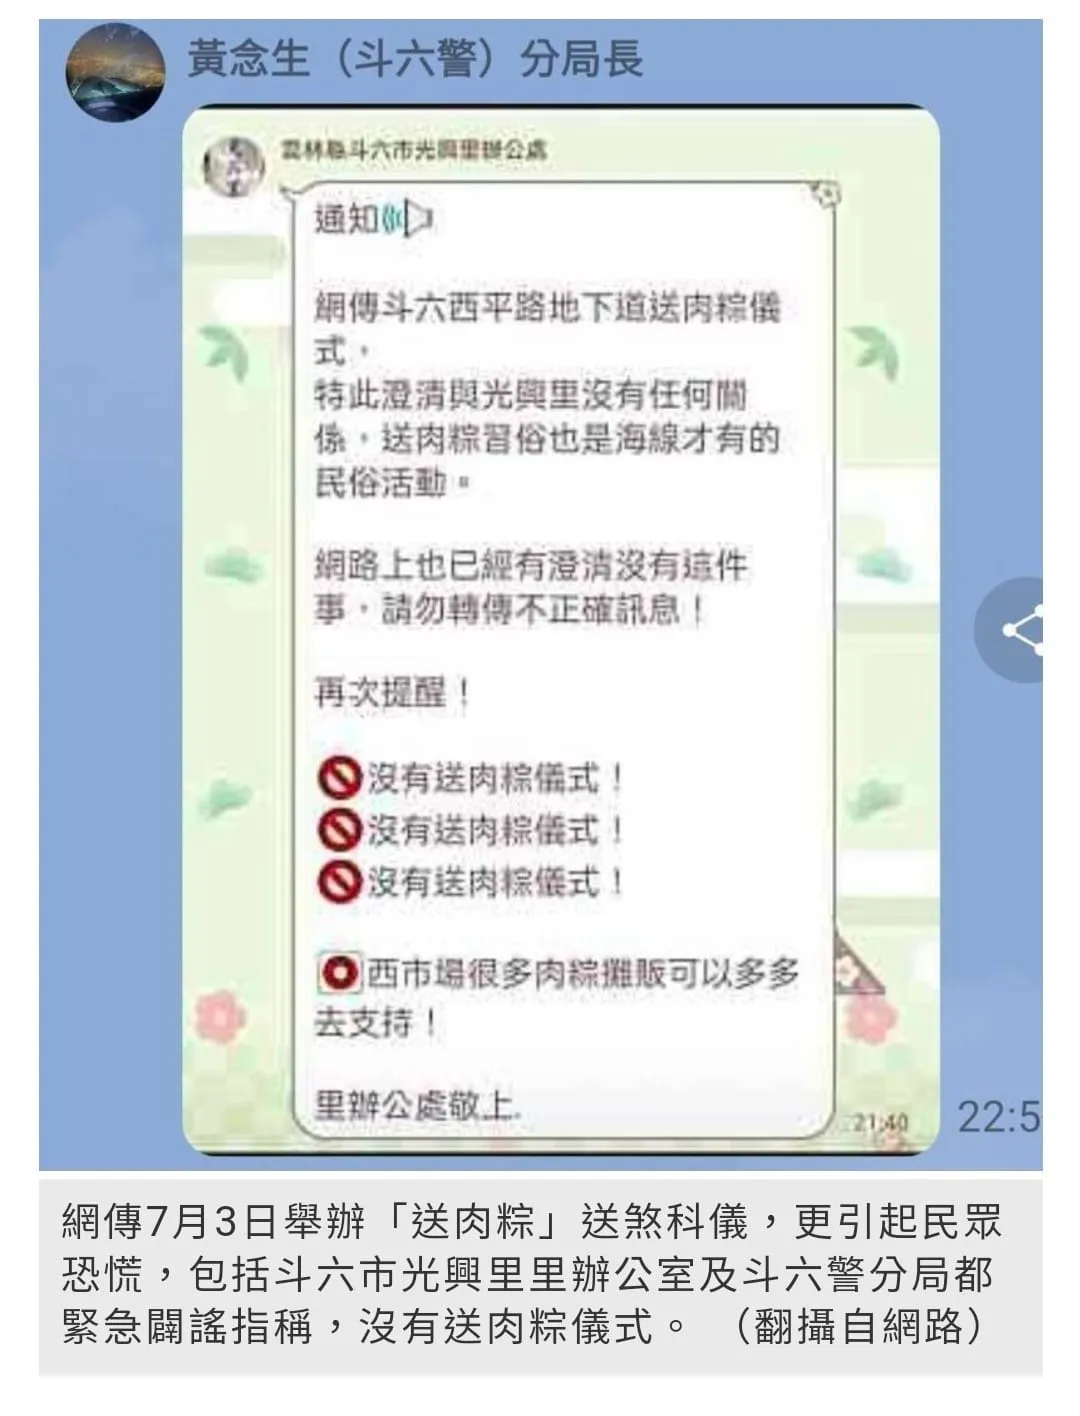 黃念生（斗六警）分局長
雲林縣斗六市光興里辦公處
通知
網傳斗六西平路地下道送肉粽儀
式，
特此澄清與光興里沒有任何關
係，送肉粽習俗也是海線才有的
民俗活動。
網路上也已經有澄清沒有這件
事，請勿轉傳不正確訊息！
再次提醒！
沒有送肉粽儀式！
沒有送肉粽儀式！
沒有送肉粽儀式！
西市場很多肉粽攤販可以多多
去支持！
里辦公處敬上.
21:40
22:5
網傳7月3日舉辦「送肉粽」送煞科儀，更引起民眾
恐慌，包括斗六市光興里里辦公室及斗六警分局都
緊急闢謠指稱，沒有送肉粽儀式。（翻攝自網路）